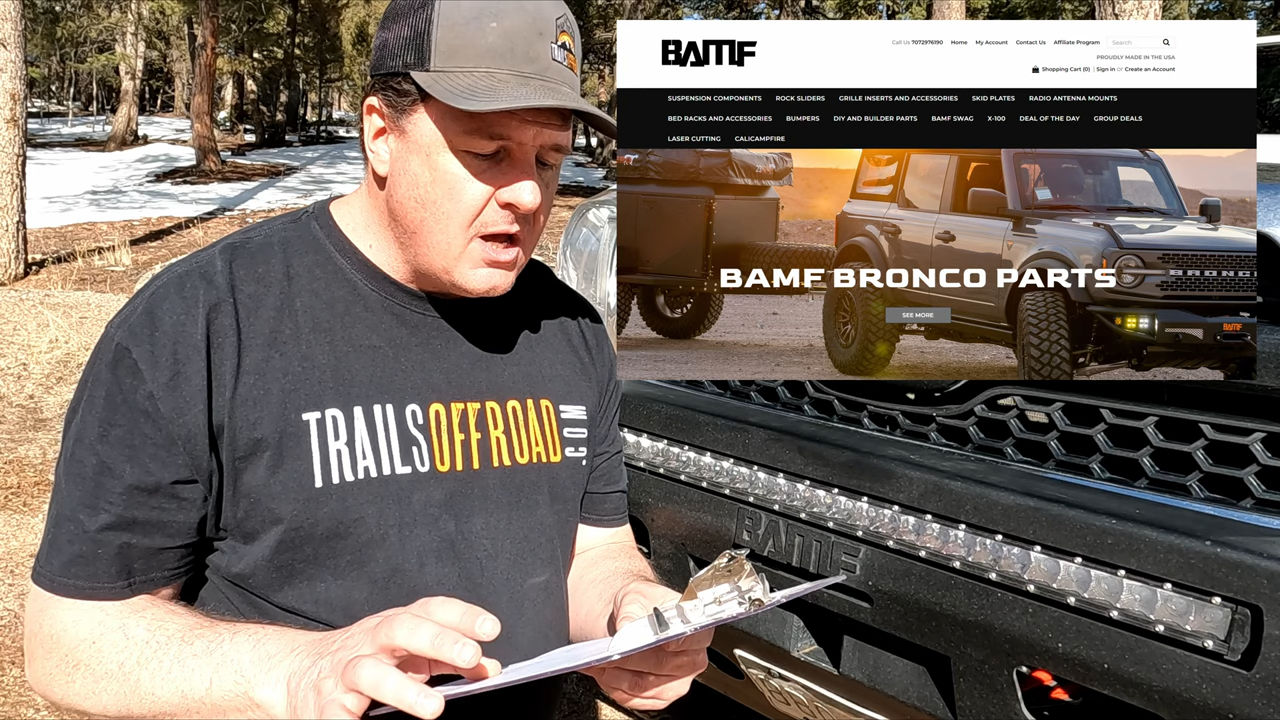 BAMF
Call Us 7072976190 Home My Account Contact Us Affiliate Program Search
PROUDLY MADE IN THE USA
Shopping Cart (0) | Sign in or Create an Account
SUSPENSION COMPONENTS ROCK SLIDERS GRILLE INSERTS AND ACCESSORIES SKID PLATES RADIO ANTENNA MOUNTS
BED RACKS AND ACCESSORIES BUMPERS DIY AND BUILDER PARTS BAMF SWAG X-100 DEAL OF THE DAY GROUP DEALS
LASER CUTTING CALICAMPFIRE
BRONCO
BAMF BRONCO PARTS
SEE MORE
BAMF
TRAILSOFFROAD.COM
BAMF